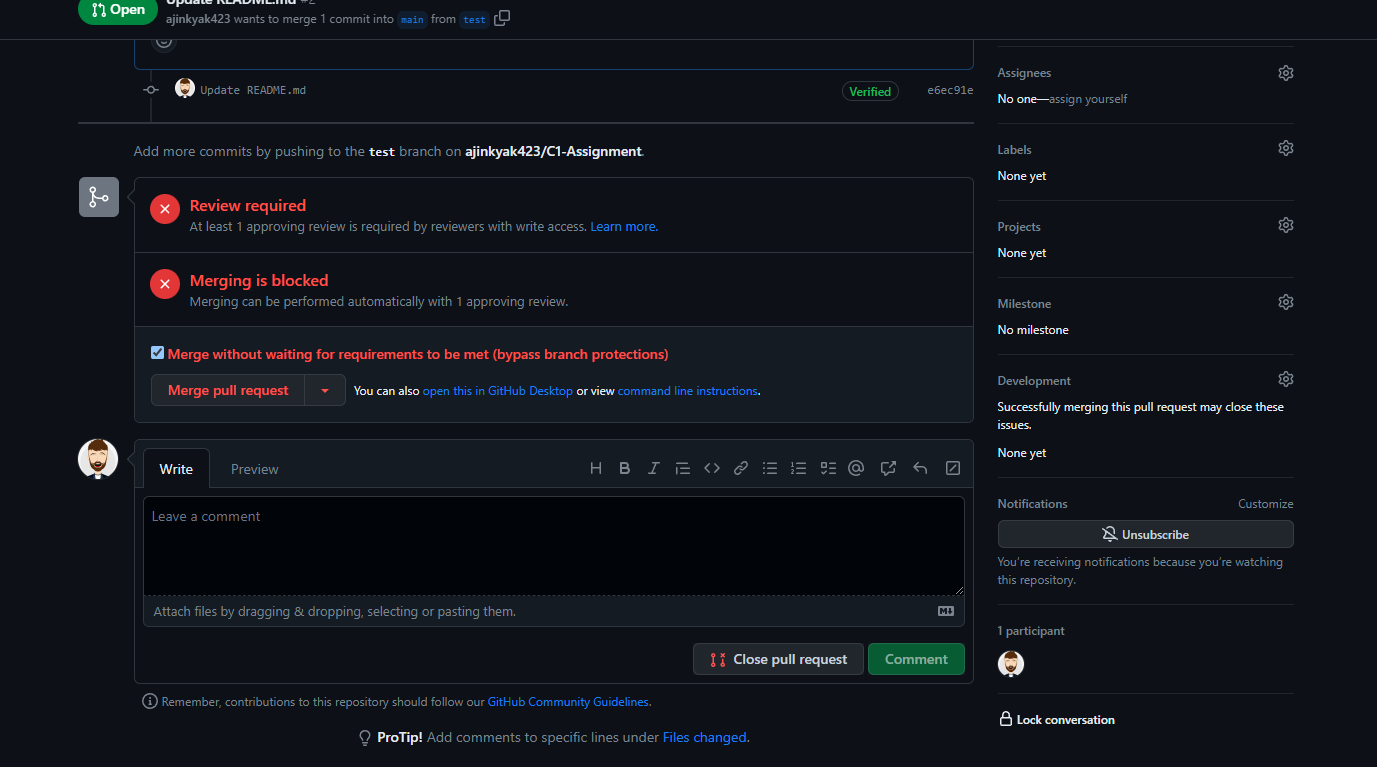 Open
Update README.md #2
ajinkyak423 wants to merge 1 commit into main from test
Update README.md
Verified
e6ec91e
Add more commits by pushing to the test branch on ajinkyak423/C1-Assignment.
Review required
At least 1 approving review is required by reviewers with write access. Learn more.
Merging is blocked
Merging can be performed automatically with 1 approving review.
Merge without waiting for requirements to be met (bypass branch protections)
Merge pull request
You can also open this in GitHub Desktop or view command line instructions.
Write
Preview
Leave a comment
Attach files by dragging & dropping, selecting or pasting them.
Close pull request
Comment
Remember, contributions to this repository should follow our GitHub Community Guidelines.
ProTip! Add comments to specific lines under Files changed.
Assignees
No one—assign yourself
Labels
None yet
Projects
None yet
Milestone
No milestone
Development
Successfully merging this pull request may close these
issues.
None yet
Notifications
Customize
Unsubscribe
You're receiving notifications because you're watching
this repository.
1 participant
Lock conversation